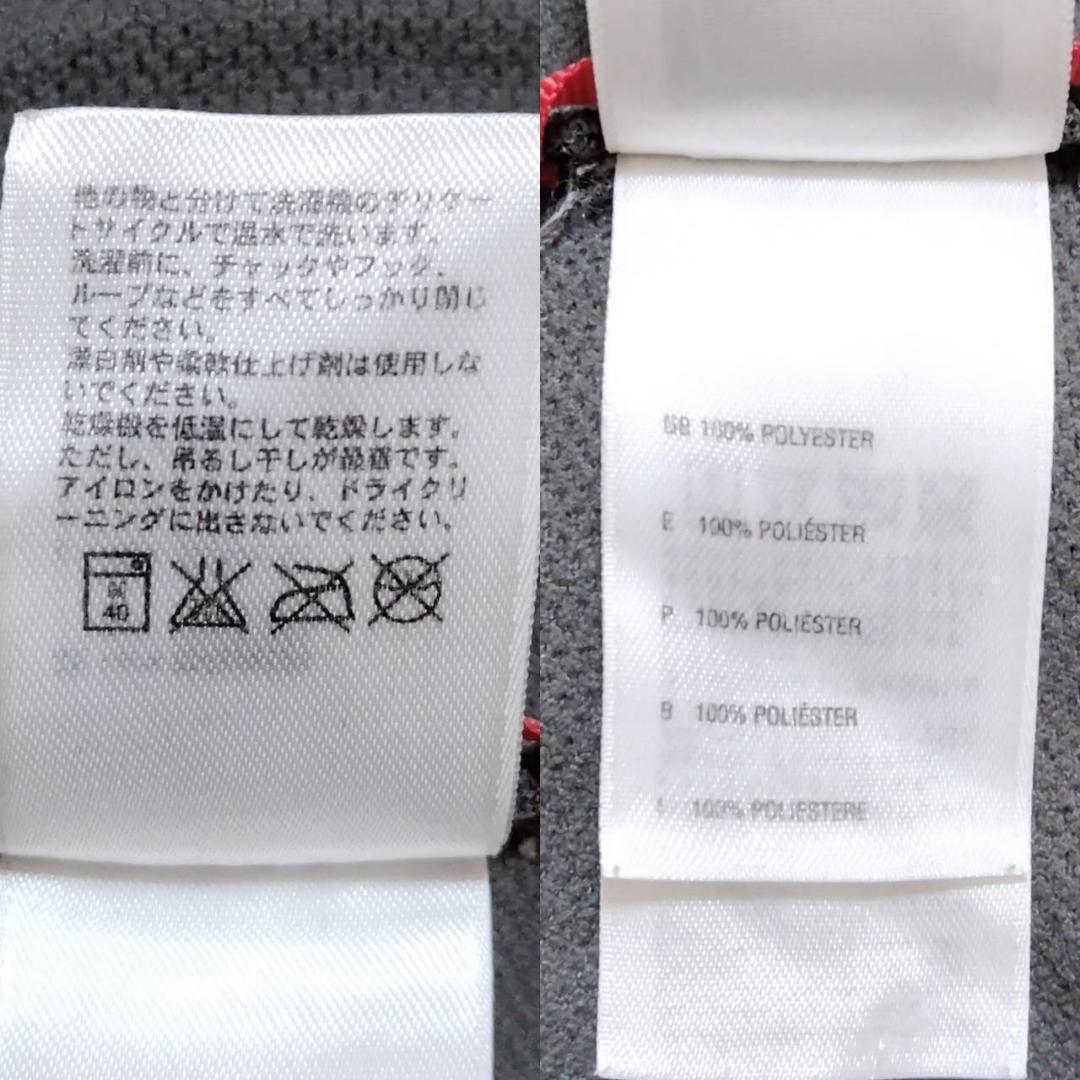 他の物と分けて洗濯機のデリケー
トサイクルで温水で洗います。
洗濯前に、チャックやフック、
ループなどをすべてしっかり閉じ
てください。
漂白剤や柔軟仕上げ剤は使用しな
いでください。
乾燥機を低温にして乾燥します。
ただし、吊るし干しが最適です。
アイロンをかけたり、ドライクリ
ーニングに出さないでください。
40
GB 100% POLYESTER
E 100% POLIÉSTER
P 100% POLIÉSTER
B 100% POLIÉSTER
I 100% POLIESTERE